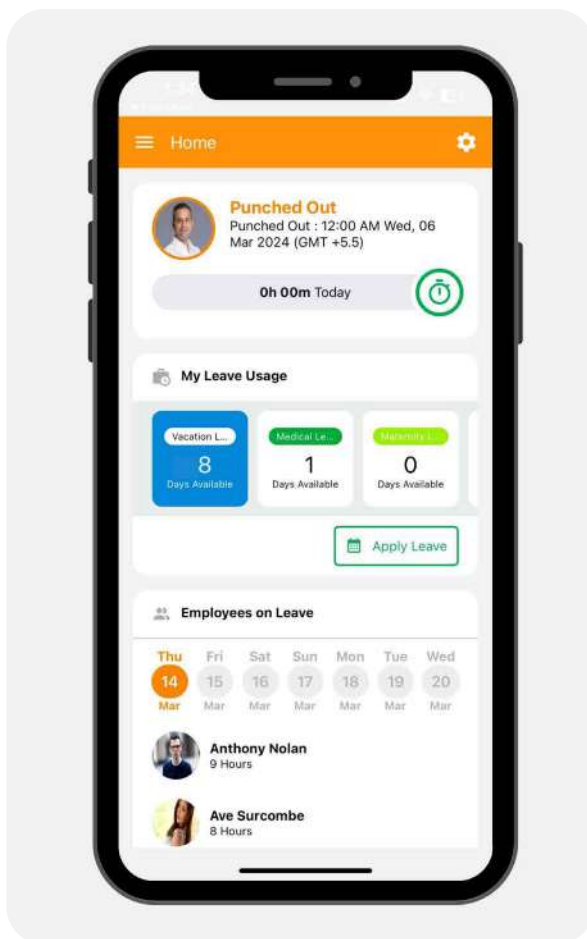 Home
Punched Out
Punched Out : 12:00 AM Wed, 06
Mar 2024 (GMT +5.5)
0h 00m Today
My Leave Usage
Vacation L... Medical Le... Maternity L...
8 1 0
Days Available Days Available Days Available
Apply Leave
Employees on Leave
Thu Fri Sat Sun Mon Tue Wed
14 15 16 17 18 19 20
Mar Mar Mar Mar Mar Mar Mar
Anthony Nolan
9 Hours
Ave Surcombe
8 Hours